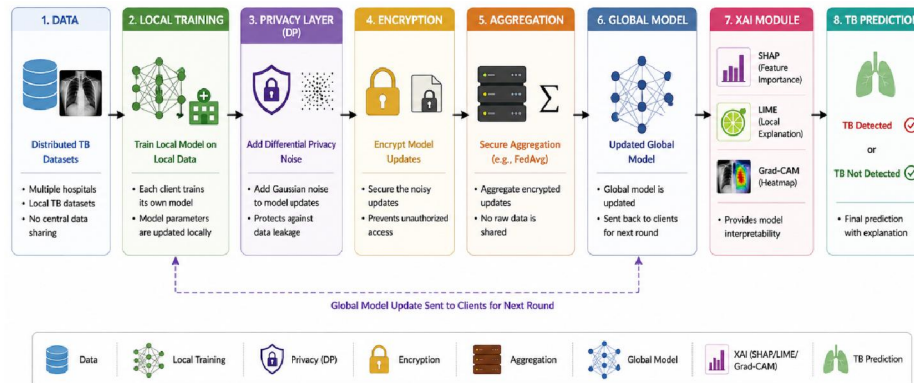 1. DATA
Distributed TB
Datasets
• Multiple hospitals
• Local TB datasets
• No central data
sharing
2. LOCAL TRAINING
Train Local Model on
Local Data
• Each client trains
its own model
• Model parameters
are updated locally
3. PRIVACY LAYER
(DP)
Add Differential Privacy
Noise
• Add Gaussian noise
to model updates
• Protects against
data leakage
4. ENCRYPTION
Encrypt Model
Updates
• Secure the noisy
updates
• Prevents unauthorized
access
5. AGGREGATION
Σ
Secure Aggregation
(e.g., FedAvg)
• Aggregate encrypted
updates
• No raw data is
shared
6. GLOBAL MODEL
Updated Global
Model
• Global model is
updated
• Sent back to clients
for next round
7. XAI MODULE
SHAP
(Feature
Importance)
LIME
(Local
Explanation)
Grad-CAM
(Heatmap)
• Provides model
interpretability
8. TB PREDICTION
TB Detected
or
TB Not Detected
• Final prediction
with explanation
Global Model Update Sent to Clients for Next Round
Data
Local Training
Privacy (DP)
Encryption
Aggregation
Global Model
XAI (SHAP/LIME/
Grad-CAM)
TB Prediction